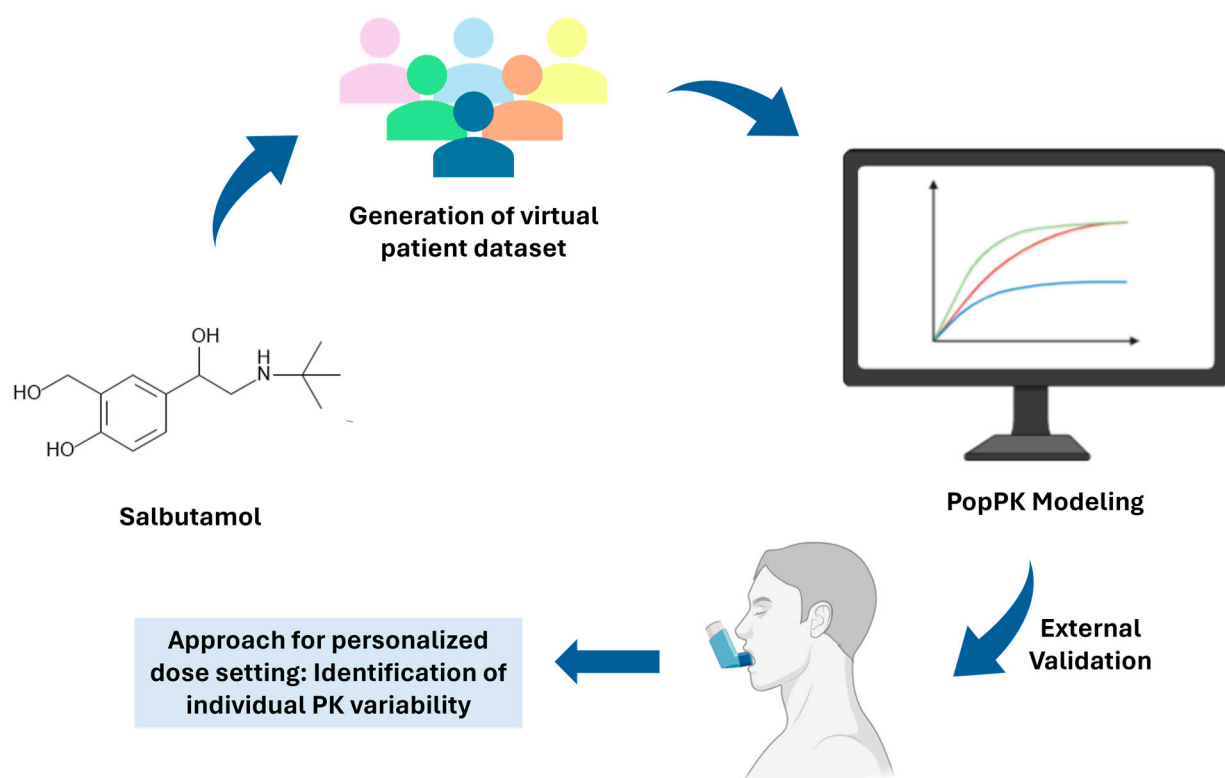 Generation of virtual
patient dataset
OH
H
N
HO
HO
Salbutamol
PopPK Modeling
External
Validation
Approach for personalized
dose setting: Identification of
individual PK variability